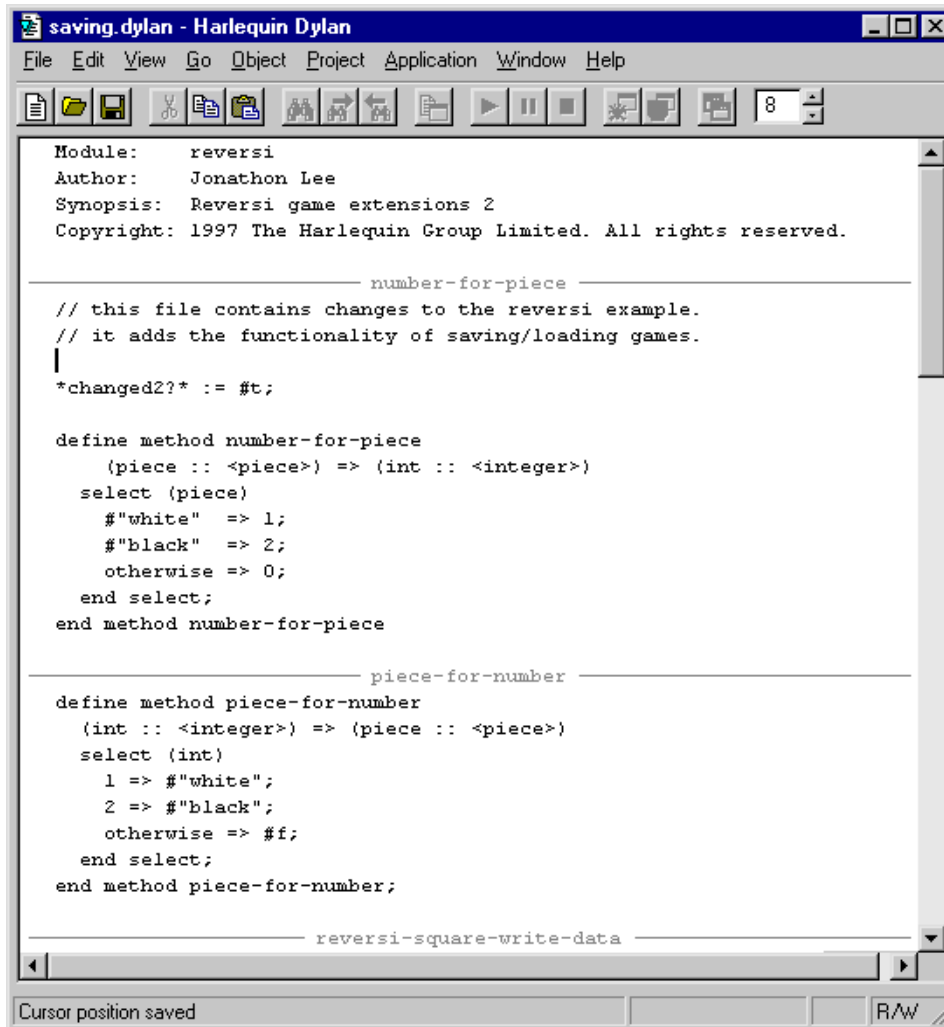 saving.dylan - Harlequin Dylan
File Edit View Go Object Project Application Window Help
8
Module:     reversi
Author:     Jonathon Lee
Synopsis:  Reversi game extensions 2
Copyright: 1997 The Harlequin Group Limited. All rights reserved.
number-for-piece
// this file contains changes to the reversi example.
// it adds the functionality of saving/loading games.
*changed2?* := #t;
define method number-for-piece
    (piece :: <piece>) => (int :: <integer>)
  select (piece)
    #"white"  => 1;
    #"black"  => 2;
    otherwise => 0;
  end select;
end method number-for-piece
piece-for-number
define method piece-for-number
  (int :: <integer>) => (piece :: <piece>)
  select (int)
    1 => #"white";
    2 => #"black";
    otherwise => #f;
  end select;
end method piece-for-number;
reversi-square-write-data
Cursor position saved R/W